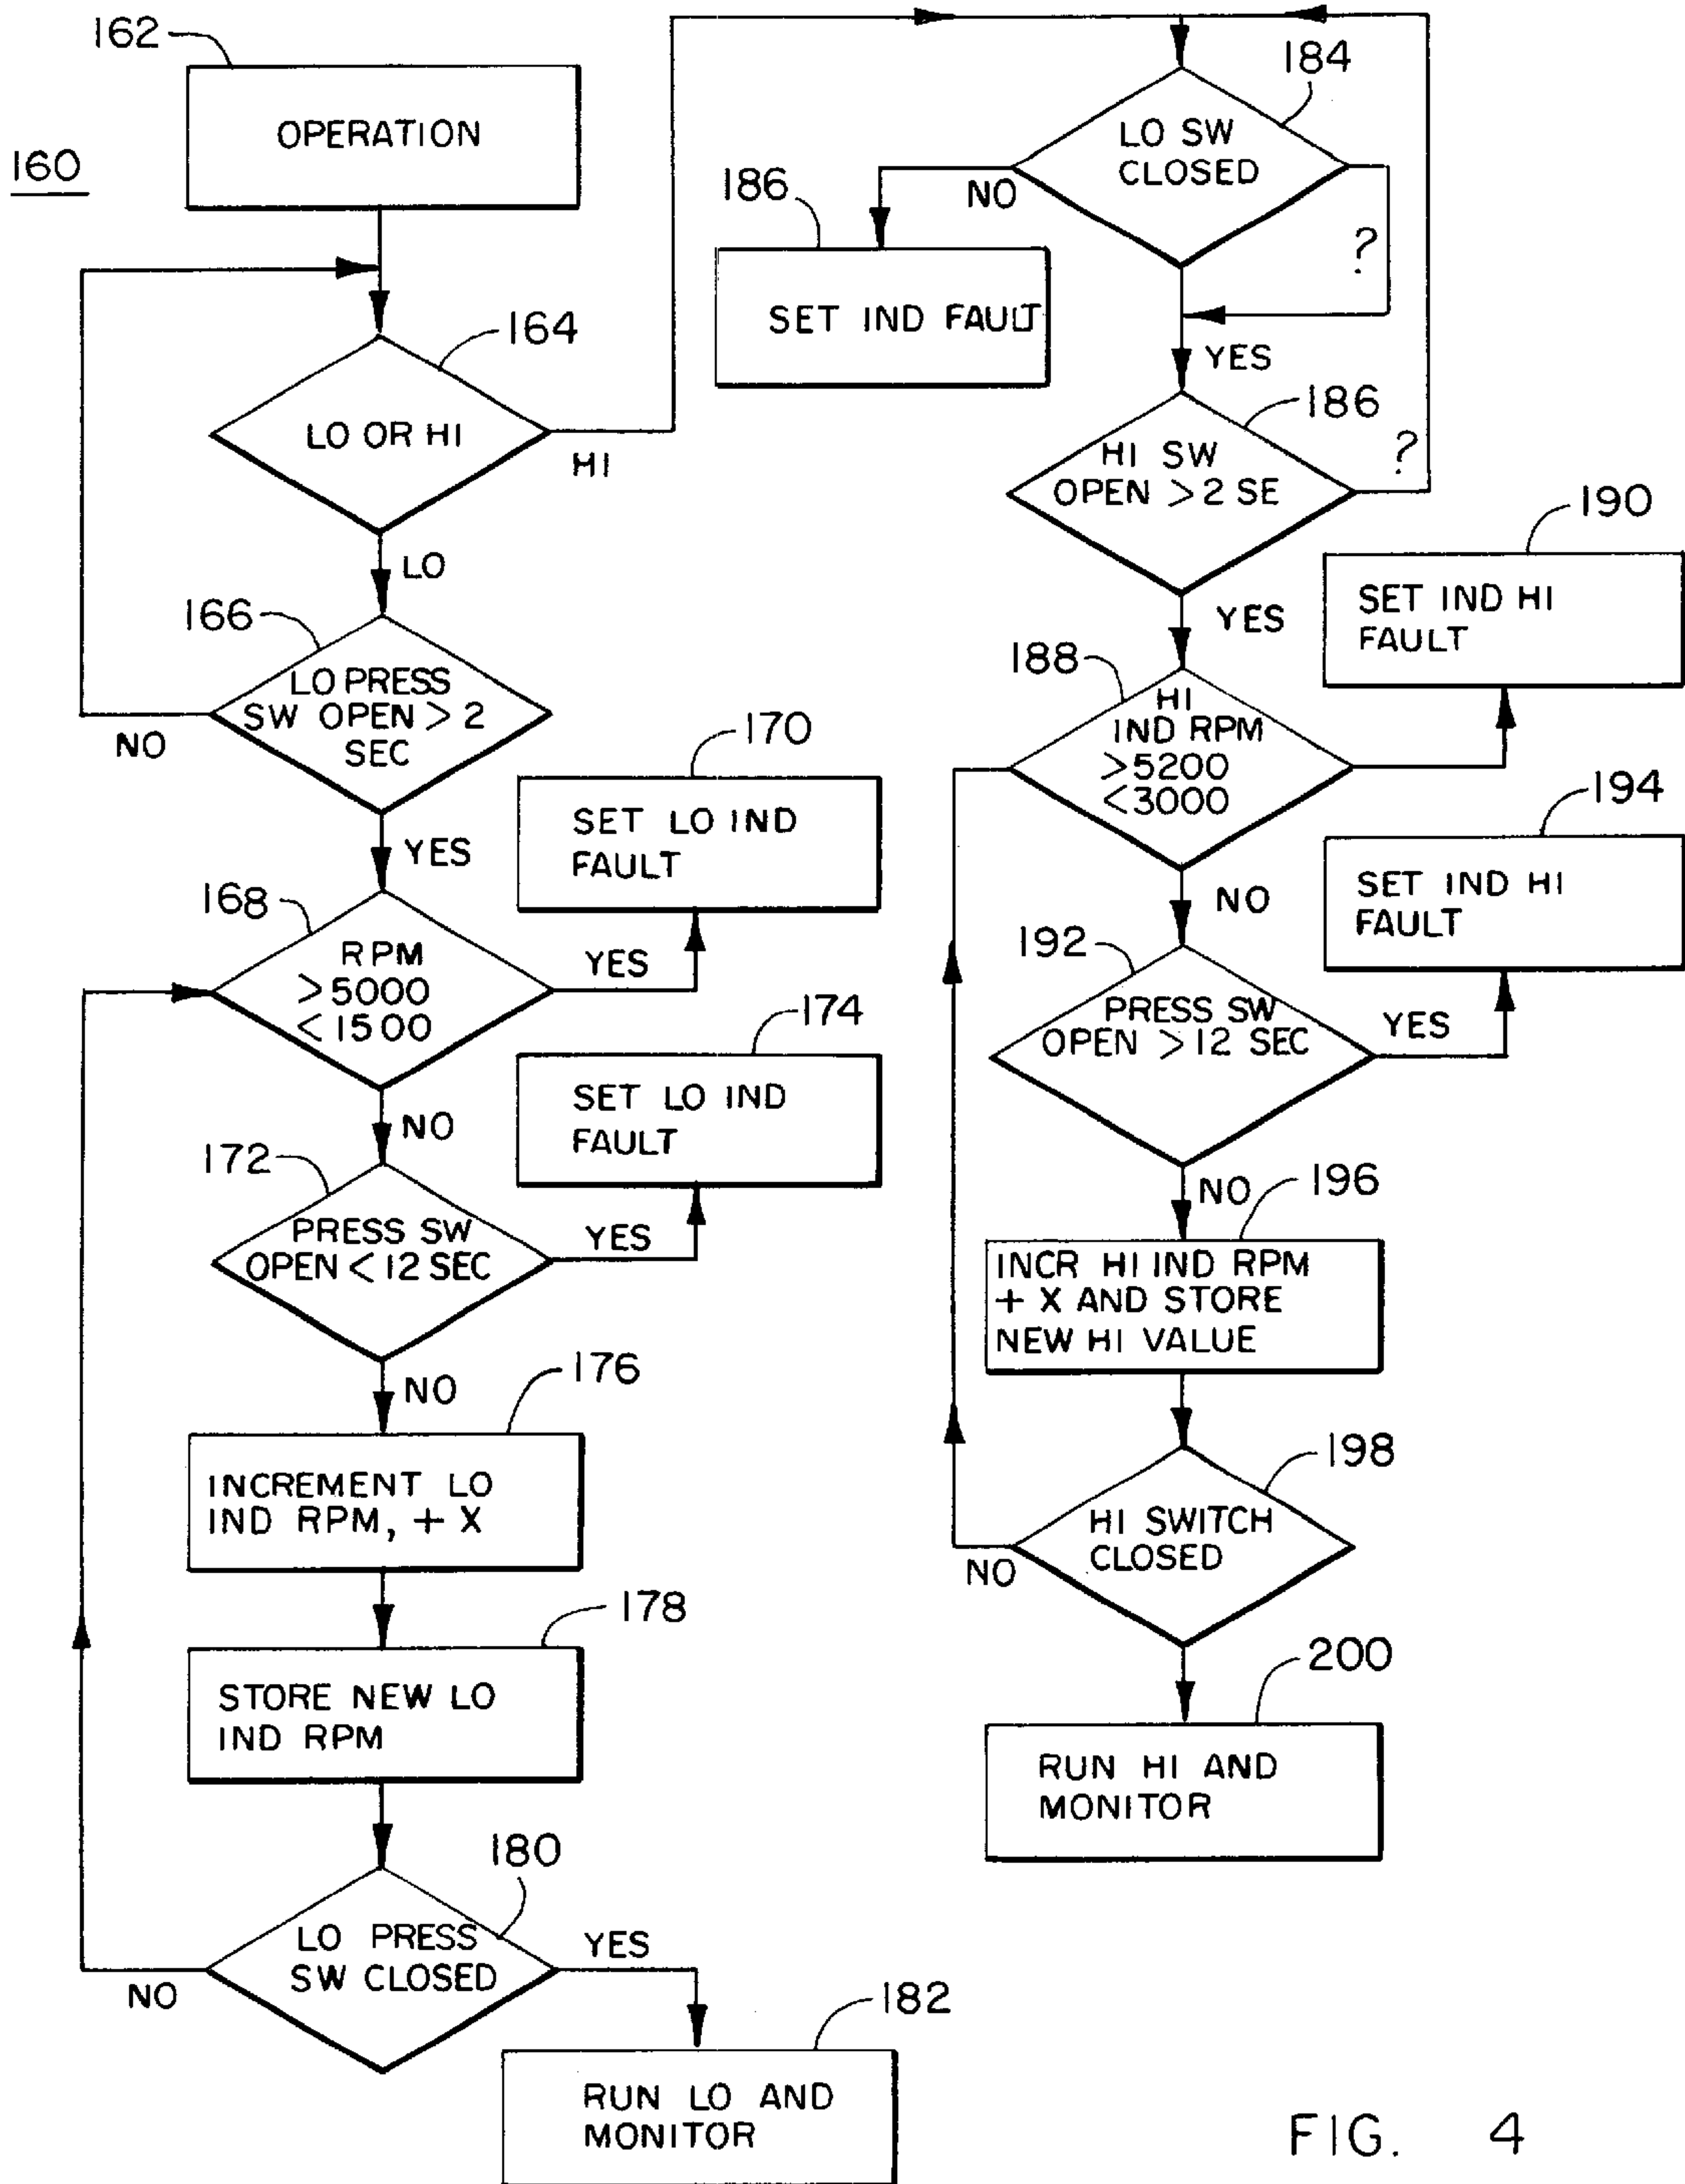 160
162
OPERATION
164
LO OR HI
HI
LO
166
LO PRESS
SW OPEN > 2
SEC
NO
YES
168
RPM
>5000
<1500
YES
170
SET LO IND
FAULT
NO
172
PRESS SW
OPEN < 12 SEC
YES
174
SET LO IND
FAULT
NO
176
INCREMENT LO
IND RPM, + X
178
STORE NEW LO
IND RPM
180
LO PRESS
SW CLOSED
NO
YES
182
RUN LO AND
MONITOR
184
LO SW
CLOSED
NO
?
186
SET IND FAULT
YES
186
HI SW
OPEN > 2 SE
?
YES
188
HI
IND RPM
>5200
<3000
190
SET IND HI
FAULT
NO
192
PRESS SW
OPEN > 12 SEC
YES
194
SET IND HI
FAULT
NO
196
INCR HI IND RPM
+ X AND STORE
NEW HI VALUE
198
HI SWITCH
CLOSED
NO
200
RUN HI AND
MONITOR
FIG. 4